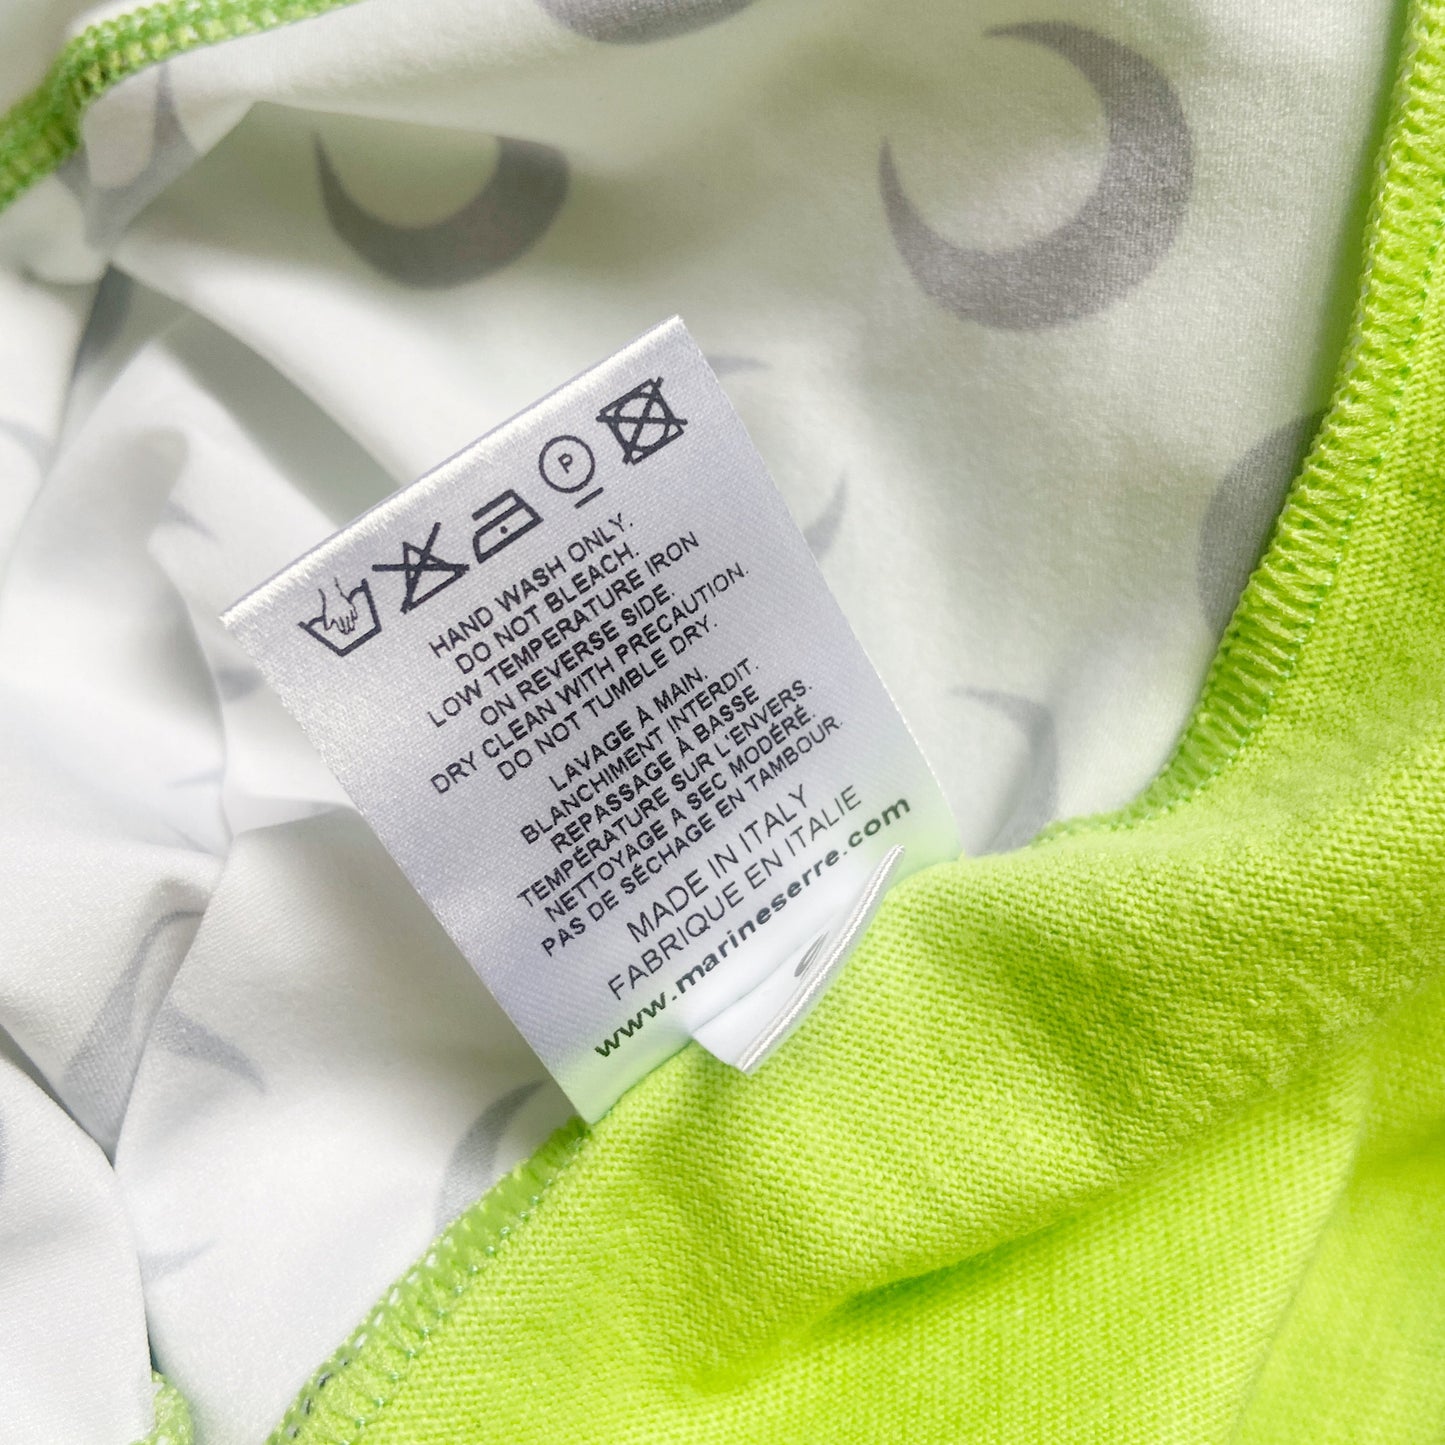 P
HAND WASH ONLY.
DO NOT BLEACH.
LOW TEMPERATURE IRON
ON REVERSE SIDE.
DRY CLEAN WITH PRECAUTION.
DO NOT TUMBLE DRY.
LAVAGE À MAIN.
BLANCHIMENT INTERDIT.
REPASSAGE À BASSE
TEMPÉRATURE SUR L'ENVERS.
NETTOYAGE A SEC MODÉRÉ.
PAS DE SÉCHAGE EN TAMBOUR.
MADE IN ITALY
FABRIQUE EN ITALIE
www.marineserre.com